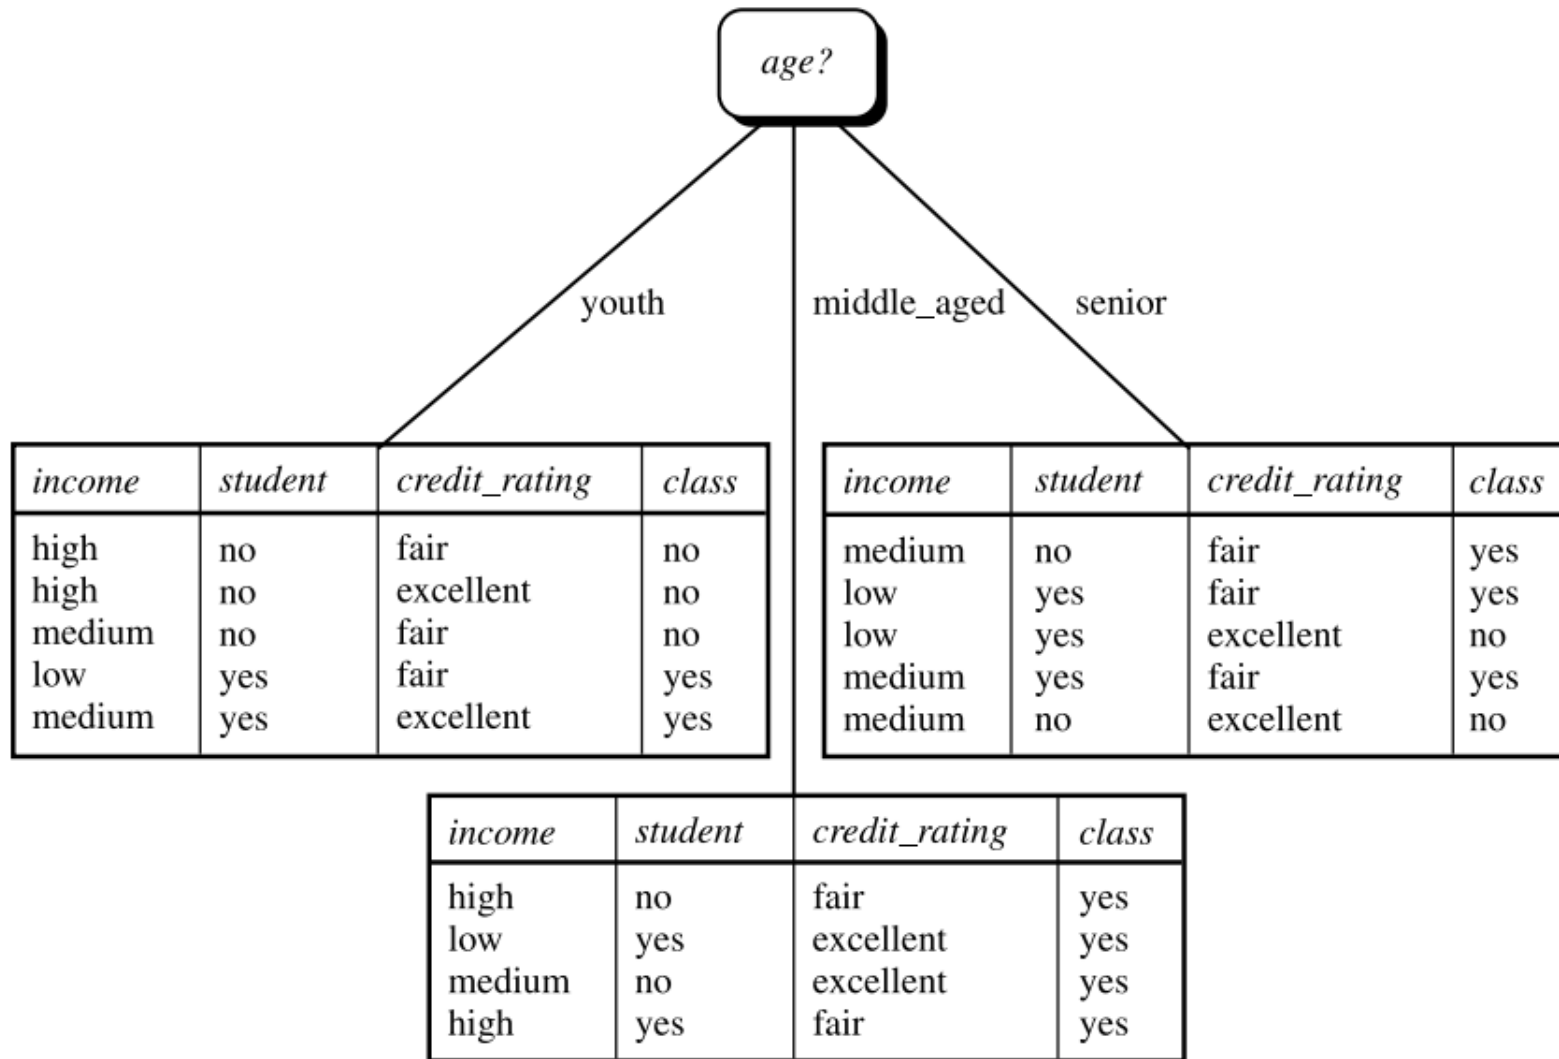 age?
youth middle_aged senior
income student credit_rating class
high no fair no
high no excellent no
medium no fair no
low yes fair yes
medium yes excellent yes
income student credit_rating class
medium no fair yes
low yes fair yes
low yes excellent no
medium yes fair yes
medium no excellent no
income student credit_rating class
high no fair yes
low yes excellent yes
medium no excellent yes
high yes fair yes